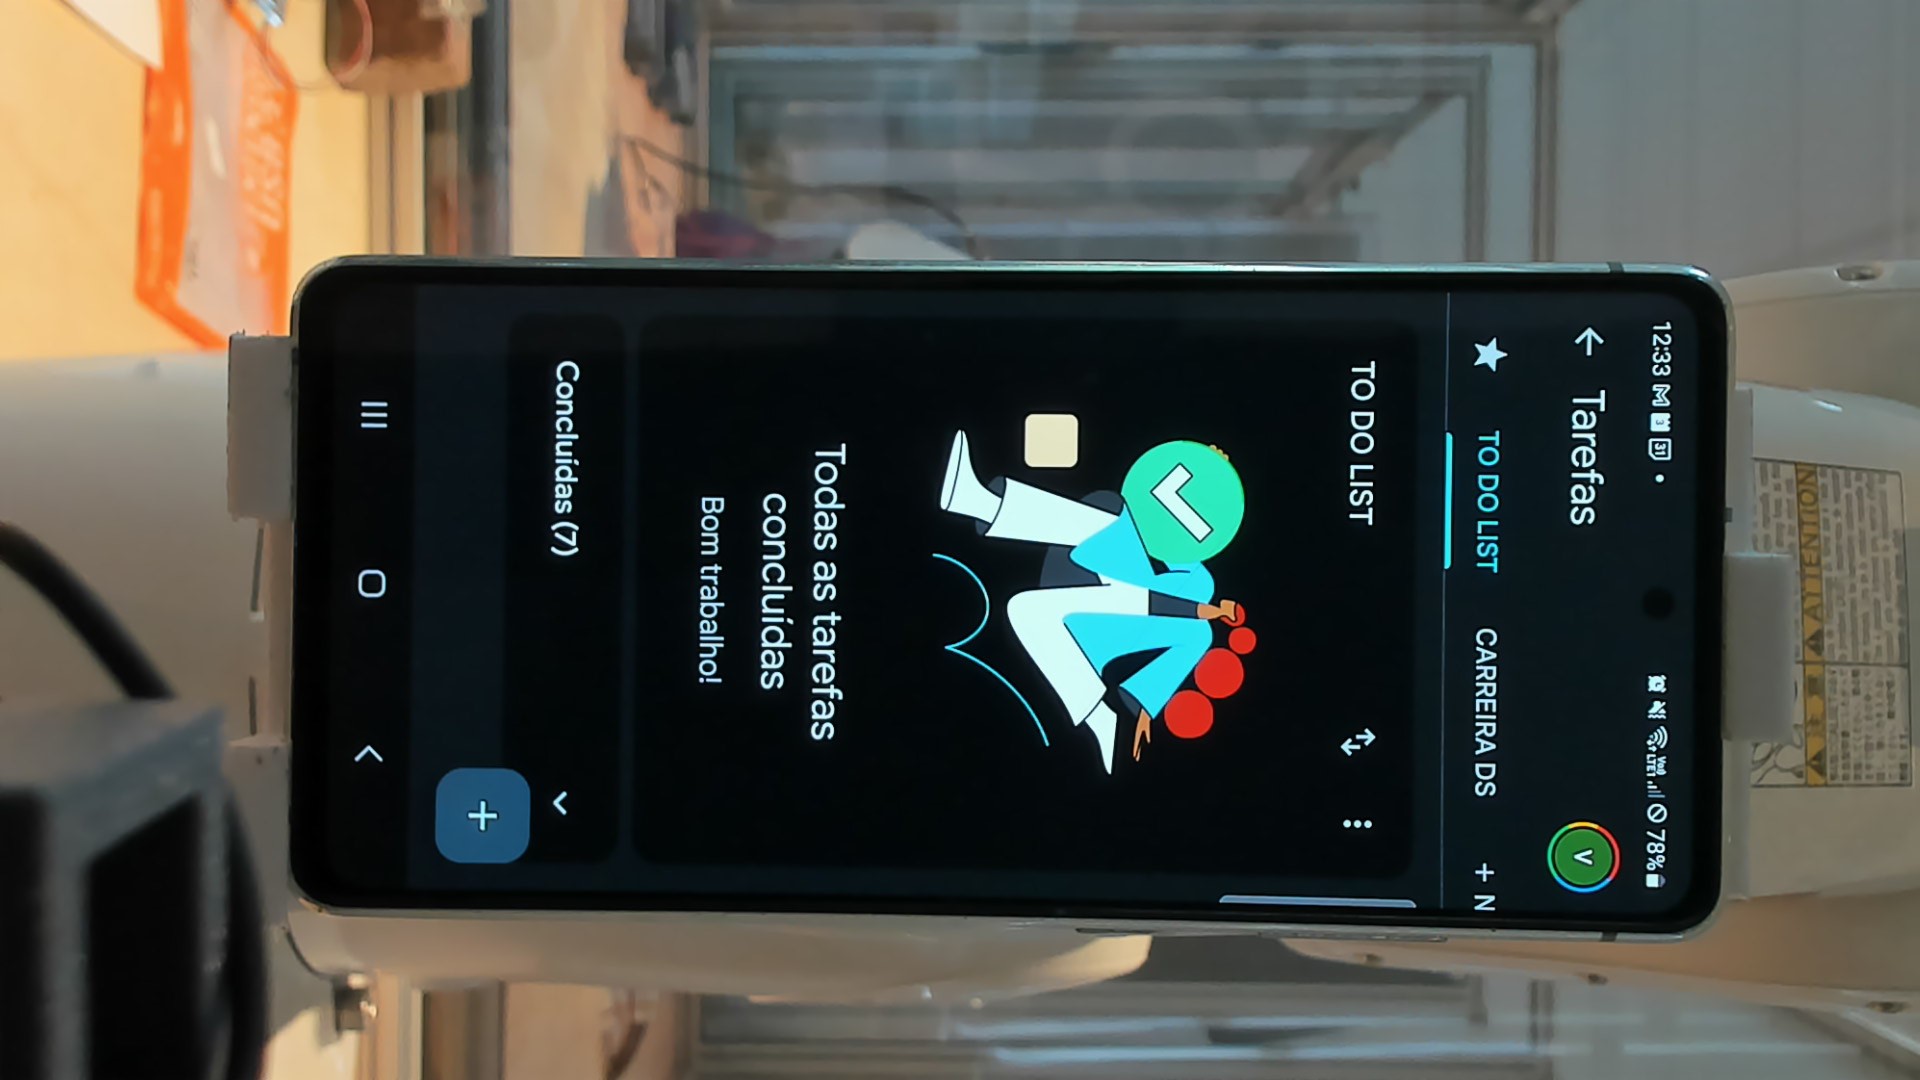 12:33 78%
Tarefas
V
TO DO LIST CARREIRA DS + N
TO DO LIST
Todas as tarefas
concluídas
Bom trabalho!
Concluídas (7)
ATTENTION